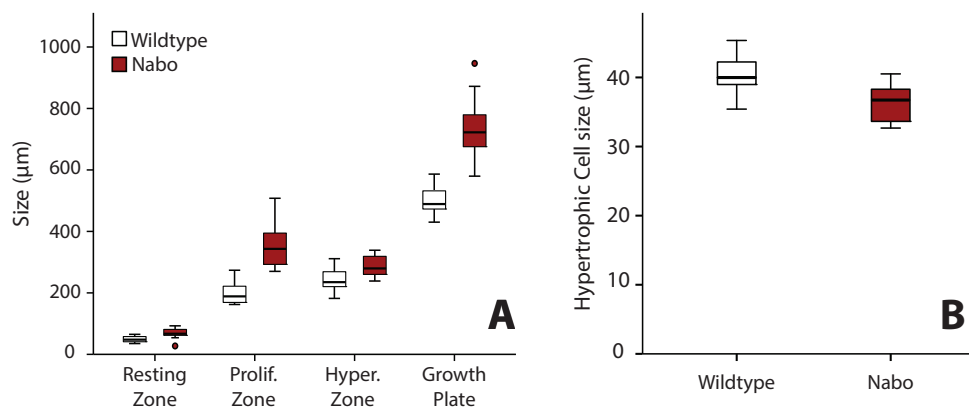 1000
800
600
400
200
0
Size (µm)
Wildtype
Nabo
Resting
Zone
Prolif.
Zone
Hyper.
Zone
Growth
Plate
A
40
30
40
20
0
Hypertrophic Cell size (µm)
Wildtype
Nabo
B